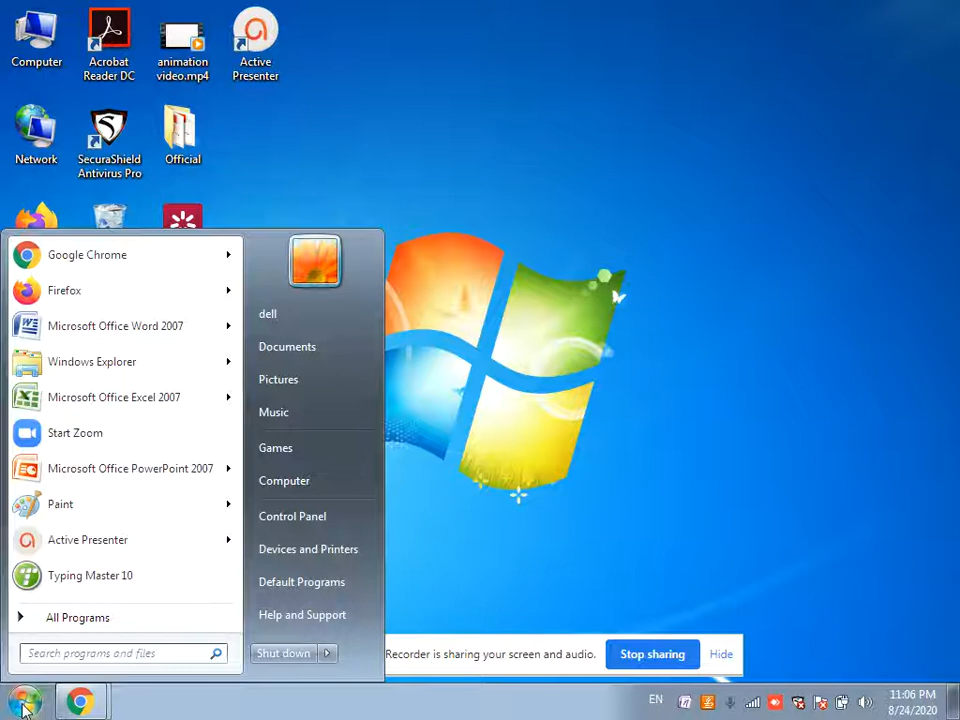 Computer
Acrobat
Reader DC
animation
video.mp4
Active
Presenter
Network
SecuraShield
Antivirus Pro
Official
Google Chrome
Firefox
Microsoft Office Word 2007
Windows Explorer
Microsoft Office Excel 2007
Start Zoom
Microsoft Office PowerPoint 2007
Paint
Active Presenter
Typing Master 10
All Programs
Search programs and files
dell
Documents
Pictures
Music
Games
Computer
Control Panel
Devices and Printers
Default Programs
Help and Support
Shut down
Recorder is sharing your screen and audio.
Stop sharing
Hide
EN
11:06 PM
8/24/2020